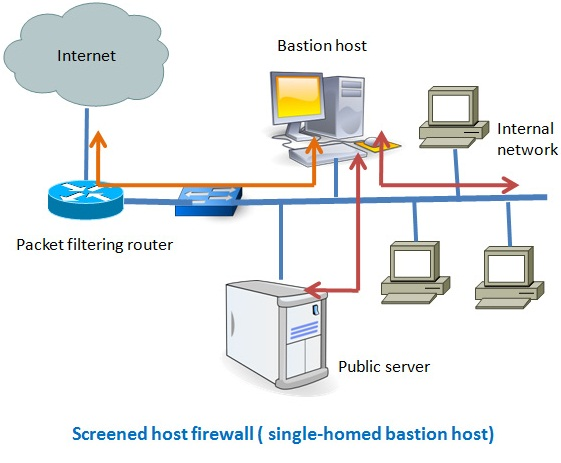 Internet
Bastion host
Internal
network
Packet filtering router
Public server
Screened host firewall ( single-homed bastion host)